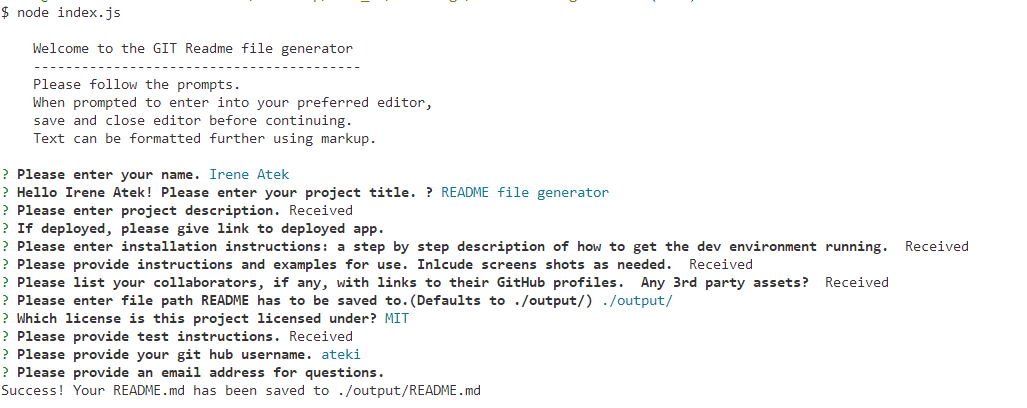 $ node index.js
Welcome to the GIT Readme file generator
-----------------------------------------
Please follow the prompts.
When prompted to enter into your preferred editor,
save and close editor before continuing.
Text can be formatted further using markup.
? Please enter your name. Irene Atek
? Hello Irene Atek! Please enter your project title. ? README file generator
? Please enter project description. Received
? If deployed, please give link to deployed app.
? Please enter installation instructions: a step by step description of how to get the dev environment running.  Received
? Please provide instructions and examples for use. Inlcude screens shots as needed.  Received
? Please list your collaborators, if any, with links to their GitHub profiles.  Any 3rd party assets?  Received
? Please enter file path README has to be saved to.(Defaults to ./output/) ./output/
? Which license is this project licensed under? MIT
? Please provide test instructions. Received
? Please provide your git hub username. ateki
? Please provide an email address for questions.
Success! Your README.md has been saved to ./output/README.md